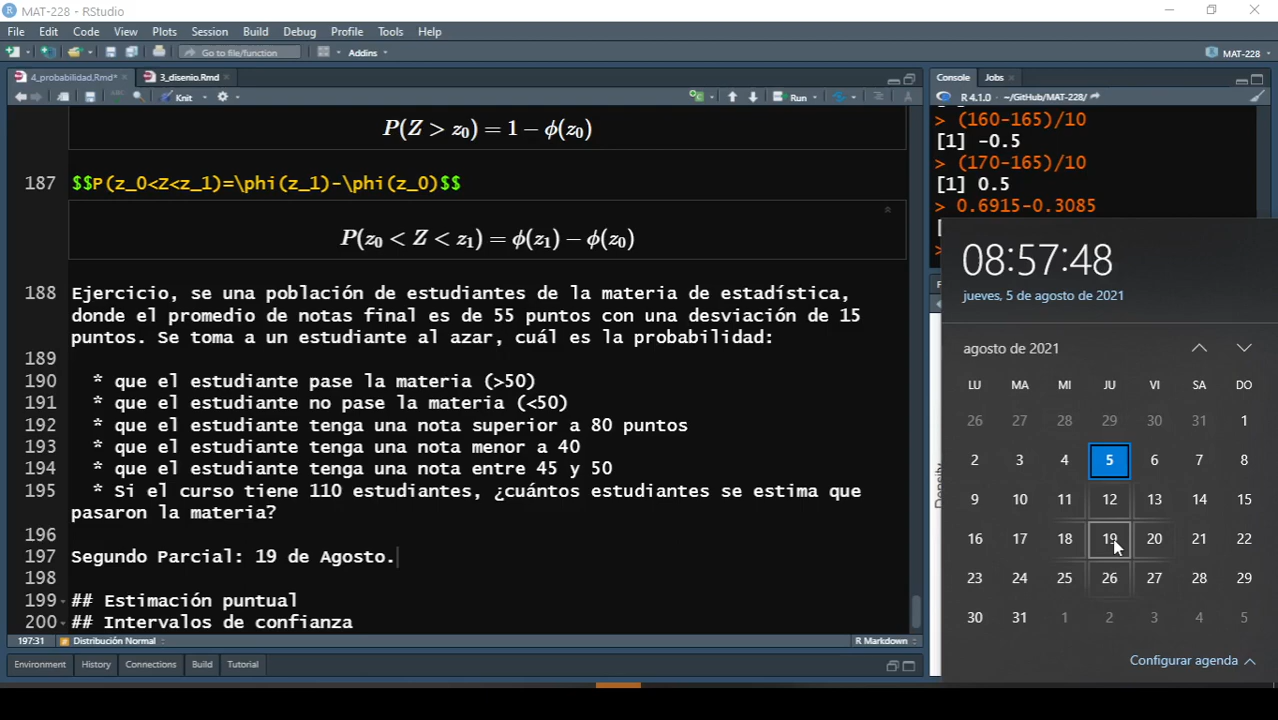 MAT-228 - RStudio
File Edit Code View Plots Session Build Debug Profile Tools Help
Go to file/function Addins MAT-228
4_probabilidad.Rmd* 3_disenio.Rmd
Knit Run
P(Z > z₀) = 1 − ϕ(z₀)
187 $$P(z_0<Z<z_1)=\phi(z_1)-\phi(z_0)$$
P(z₀ < Z < z₁) = ϕ(z₁) − ϕ(z₀)
188 Ejercicio, se una población de estudiantes de la materia de estadística,
donde el promedio de notas final es de 55 puntos con una desviación de 15
puntos. Se toma a un estudiante al azar, cuál es la probabilidad:
189
190 * que el estudiante pase la materia (>50)
191 * que el estudiante no pase la materia (<50)
192 * que el estudiante tenga una nota superior a 80 puntos
193 * que el estudiante tenga una nota menor a 40
194 * que el estudiante tenga una nota entre 45 y 50
195 * Si el curso tiene 110 estudiantes, ¿cuántos estudiantes se estima que
pasaron la materia?
196
197 Segundo Parcial: 19 de Agosto.
198
199 ## Estimación puntual
200 ## Intervalos de confianza
197:31 Distribución Normal R Markdown
Environment History Connections Build Tutorial
Console Jobs
R 4.1.0 · ~/GitHub/MAT-228/
> (160-165)/10
[1] -0.5
> (170-165)/10
[1] 0.5
> 0.6915-0.3085
[
>
F
Density
08:57:48
jueves, 5 de agosto de 2021
agosto de 2021
LU MA MI JU VI SA DO
26 27 28 29 30 31 1
2 3 4 5 6 7 8
9 10 11 12 13 14 15
16 17 18 19 20 21 22
23 24 25 26 27 28 29
30 31 1 2 3 4 5
Configurar agenda